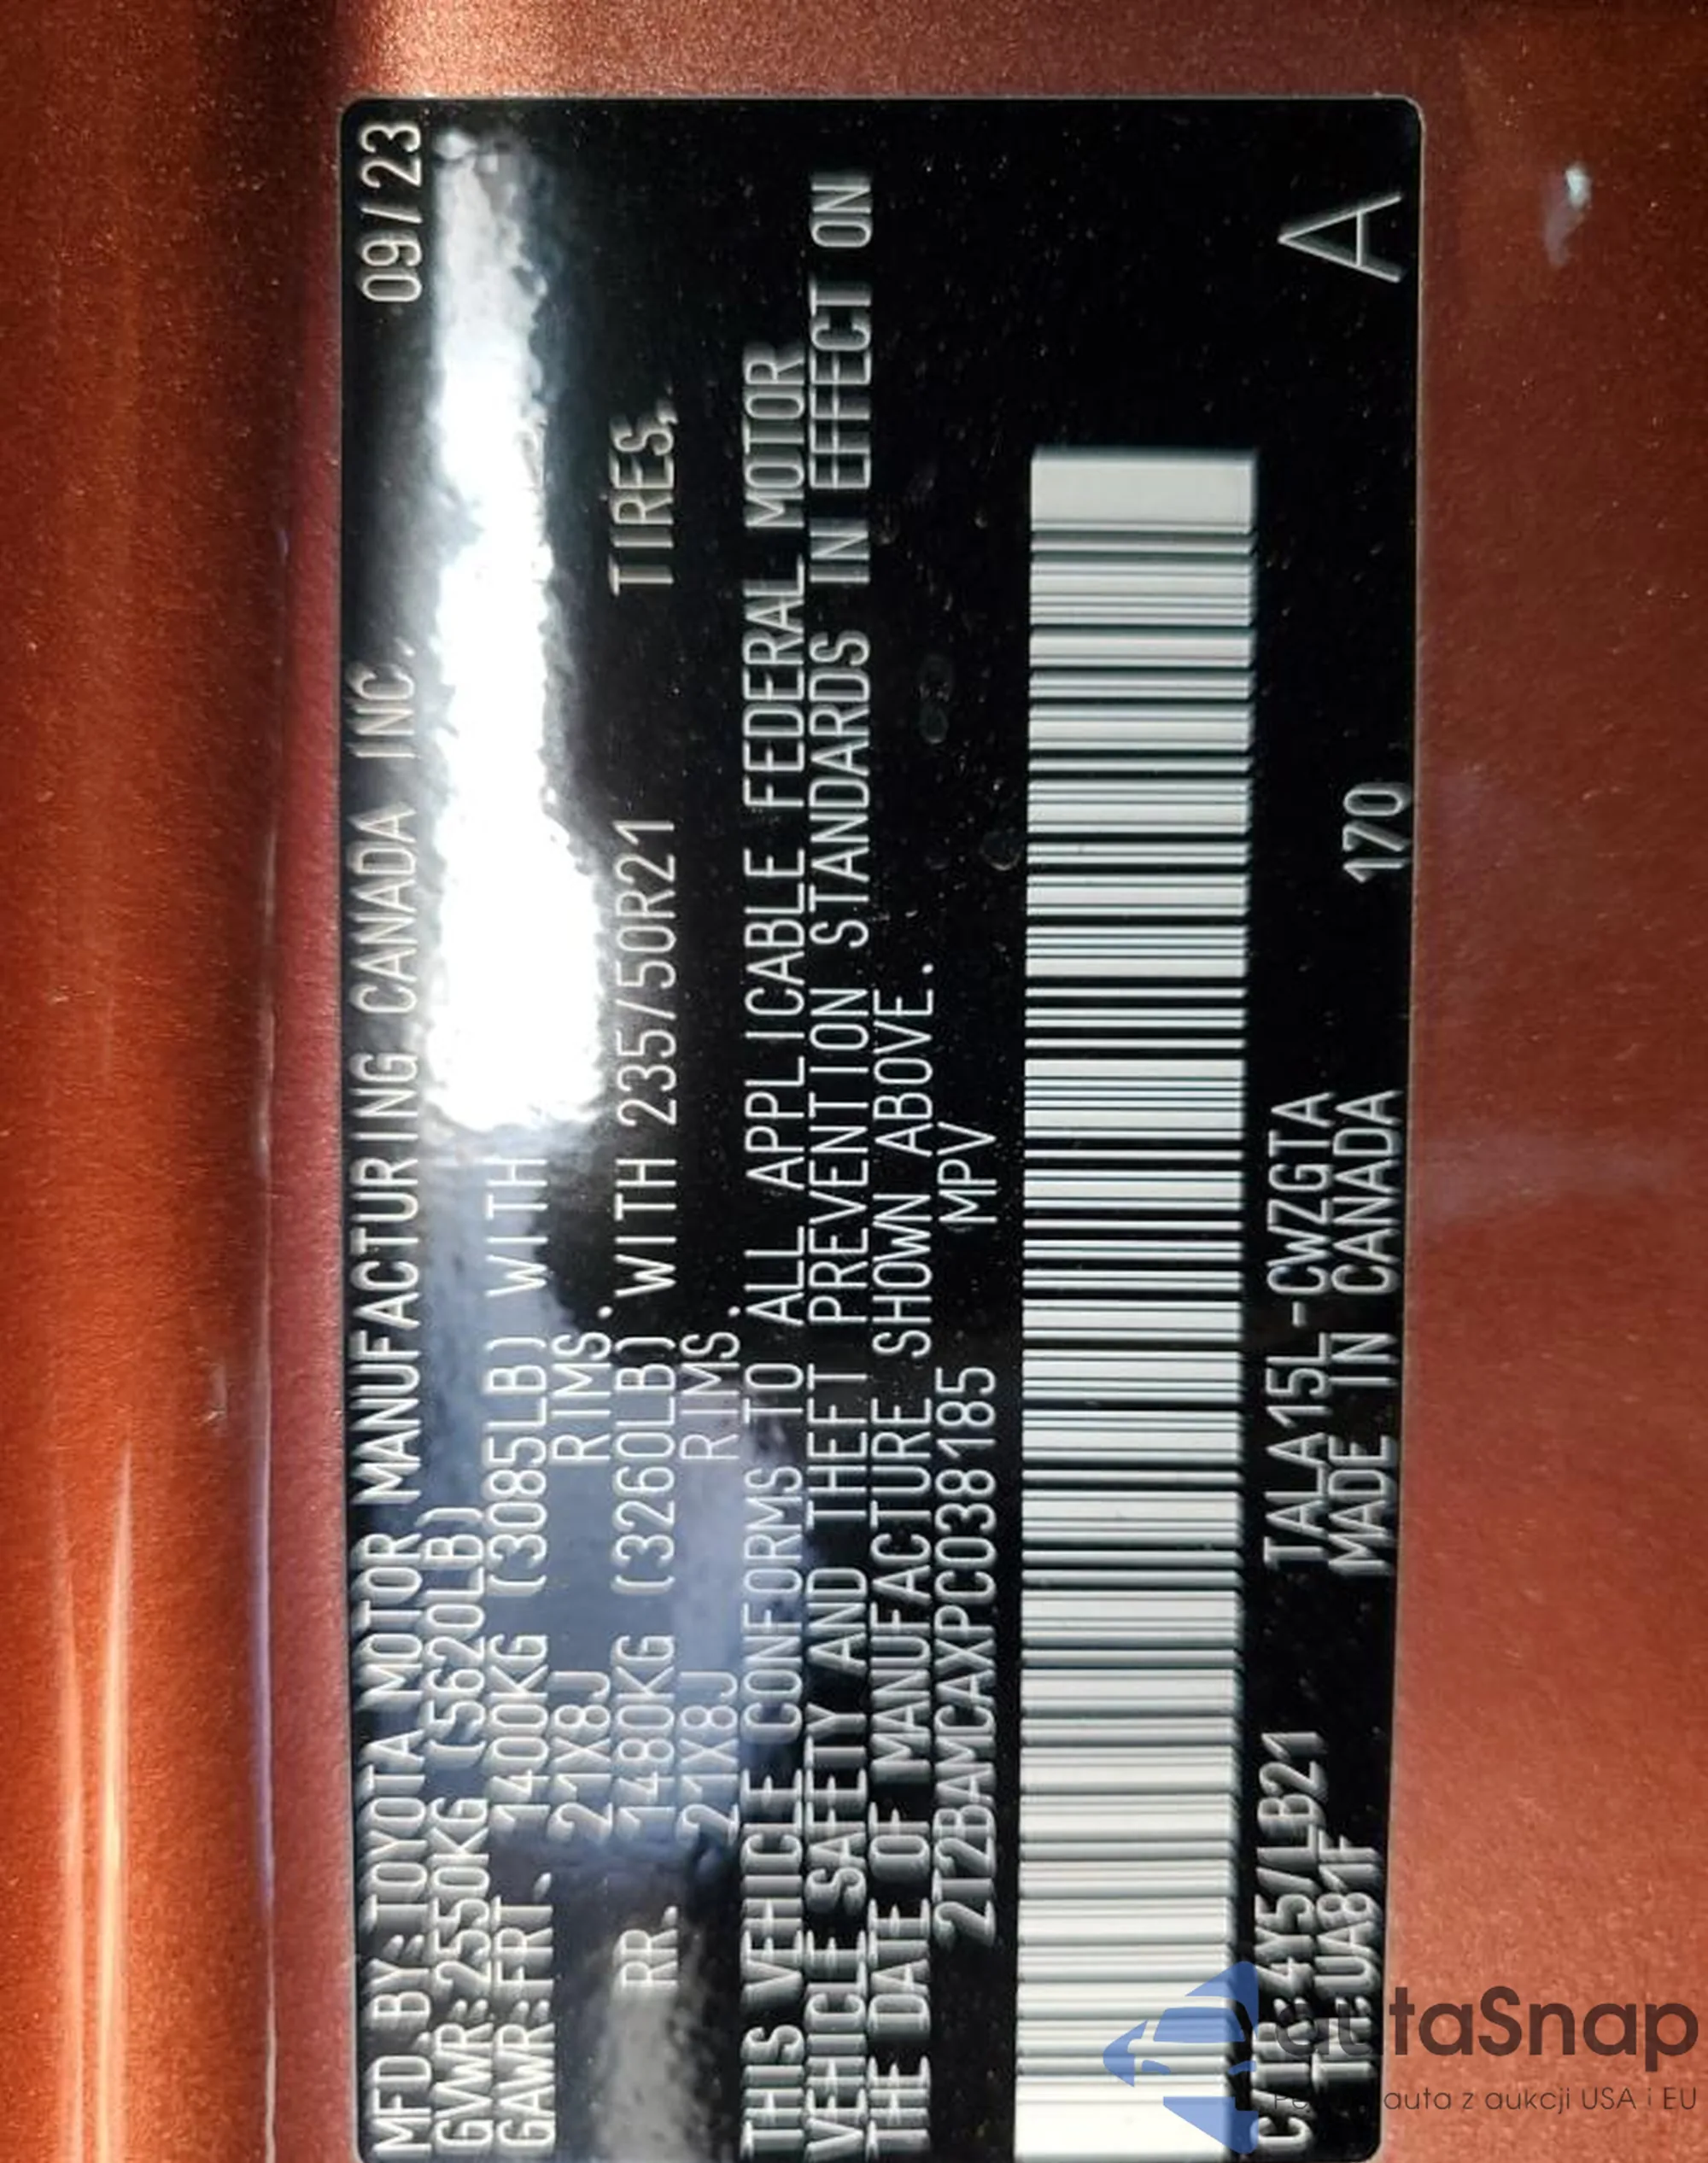 MFD.BY:TOYOTA MOTOR MANUFACTURING CANADA INC. 09/23
GVWR:2550KG (5620LB)
GAWR:FRT. 1400KG (3085LB) WITH
21X8J RIMS.
RR. 1480KG (3260LB) WITH 235/50R21 TIRES,
21X8J RIMS.
THIS VEHICLE CONFORMS TO ALL APPLICABLE FEDERAL MOTOR
VEHICLE SAFETY AND THEFT PREVENTION STANDARDS IN EFFECT ON
THE DATE OF MANUFACTURE SHOWN ABOVE.
2T2BAMCAXPC038185 MPV
C/TR:4Y5/LB21 TALA15L-CWZGTA
T:UA81F MADE IN CANADA 170 A
autaSnap
auta z aukcji USA i EU